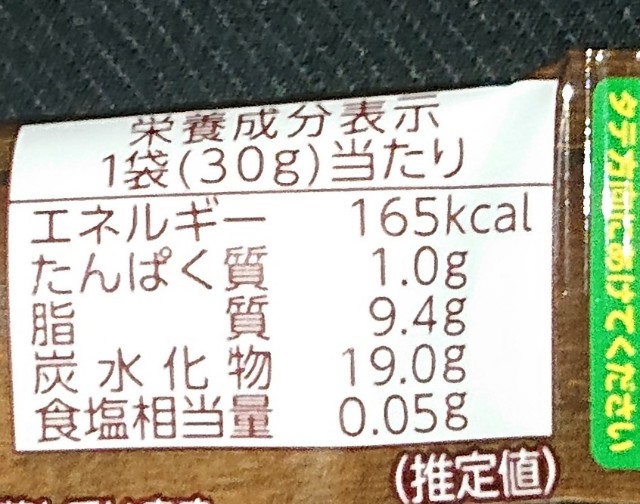 栄養成分表示
1袋(30g)当たり
エネルギー 165kcal
たんぱく質 1.0g
脂質 9.4g
炭水化物 19.0g
食塩相当量 0.05g
(推定値)
タテ方向にあけてください